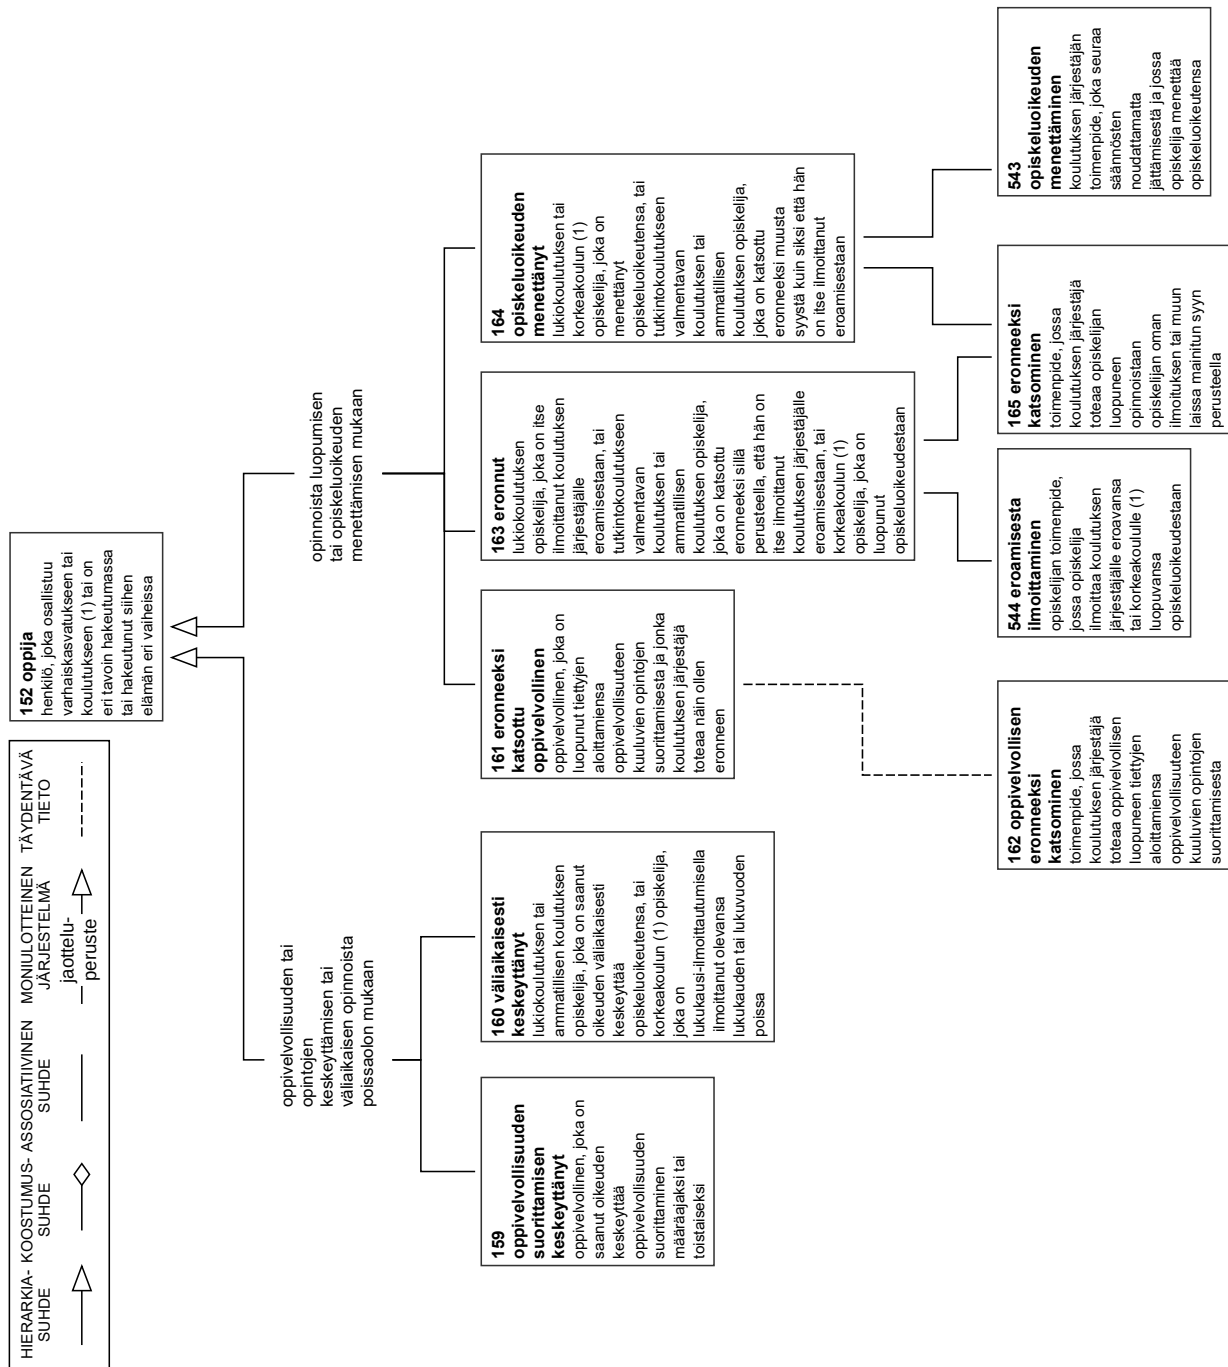 HIERARKIA-
SUHDE
KOOSTUMUS-
SUHDE
ASSOSIATIIVINEN
SUHDE
MONIULOTTEINEN
JÄRJESTELMÄ
jaottelu-
peruste
TÄYDENTÄVÄ
TIETO
152 oppija
henkilö, joka osallistuu
varhaiskasvatukseen tai
koulutukseen (1) tai on
eri tavoin hakeutumassa
tai hakeutunut siihen
elämän eri vaiheissa
oppivelvollisuuden tai
opintojen
keskeyttämisen tai
väliaikaisen opinnoista
poissaolon mukaan
opinnoista luopumisen
tai opiskeluoikeuden
menettämisen mukaan
159
oppivelvollisuuden
suorittamisen
keskeyttänyt
oppivelvollinen, joka on
saanut oikeuden
keskeyttää
oppivelvollisuuden
suorittaminen
määräajaksi tai
toistaiseksi
160 väliaikaisesti
keskeyttänyt
lukiokoulutuksen tai
ammatillisen koulutuksen
opiskelija, joka on saanut
oikeuden väliaikaisesti
keskeyttää
opiskeluoikeutensa, tai
korkeakoulun (1) opiskelija,
joka on
lukukausi-ilmoittautumisella
ilmoittanut olevansa
lukukauden tai lukuvuoden
poissa
161 eronneeksi
katsottu
oppivelvollinen
oppivelvollinen, joka on
luopunut tiettyjen
aloittamiensa
oppivelvollisuuteen
kuuluvien opintojen
suorittamisesta ja jonka
koulutuksen järjestäjä
toteaa näin ollen
eronneen
163 eronnut
lukiokoulutuksen
opiskelija, joka on itse
ilmoittanut koulutuksen
järjestäjälle
eroamisestaan, tai
tutkintokoulutukseen
valmentavan
koulutuksen tai
ammatillisen
koulutuksen opiskelija,
joka on katsottu
eronneeksi sillä
perusteella, että hän on
itse ilmoittanut
koulutuksen järjestäjälle
eroamisestaan, tai
korkeakoulun (1)
opiskelija, joka on
luopunut
opiskeluoikeudestaan
164
opiskeluoikeuden
menettänyt
lukiokoulutuksen tai
korkeakoulun (1)
opiskelija, joka on
menettänyt
opiskeluoikeutensa, tai
tutkintokoulutukseen
valmentavan
koulutuksen tai
ammatillisen
koulutuksen opiskelija,
joka on katsottu
eronneeksi muusta
syystä kuin siksi että hän
on itse ilmoittanut
eroamisestaan
162 oppivelvollisen
eronneeksi
katsominen
toimenpide, jossa
koulutuksen järjestäjä
toteaa oppivelvollisen
luopuneen tiettyjen
aloittamiensa
oppivelvollisuuteen
kuuluvien opintojen
suorittamisesta
544 eroamisesta
ilmoittaminen
opiskelijan toimenpide,
jossa opiskelija
ilmoittaa koulutuksen
järjestäjälle eroavansa
tai korkeakoululle (1)
luopuvansa
opiskeluoikeudestaan
165 eronneeksi
katsominen
toimenpide, jossa
koulutuksen järjestäjä
toteaa opiskelijan
luopuneen
opinnoistaan
opiskelijan oman
ilmoituksen tai muun
laissa mainitun syyn
perusteella
543
opiskeluoikeuden
menettäminen
koulutuksen järjestäjän
toimenpide, joka seuraa
säännösten
noudattamatta
jättämisestä ja jossa
opiskelija menettää
opiskeluoikeutensa